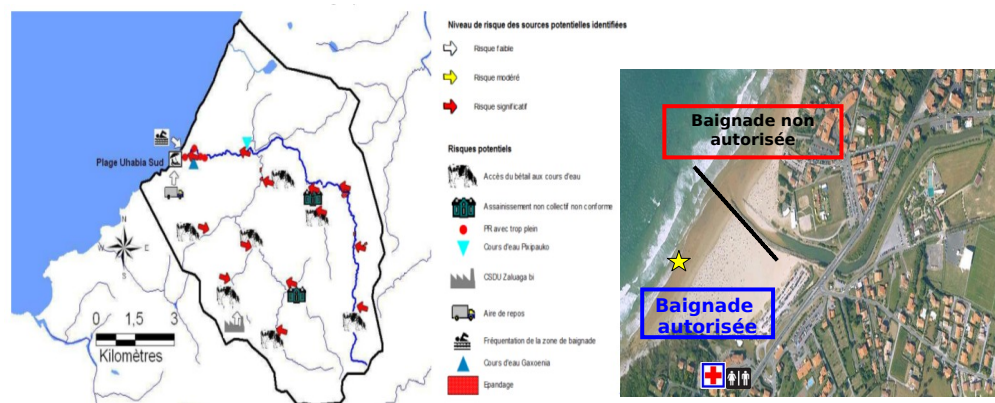 Niveau de risque des sources potentielles identifiées
Risque faible
Risque modéré
Risque significatif
Risques potentiels
Accès du bétail aux cours d'eau
Assainissement non collectif non conforme
PR avec trop plein
Cours d'eau Pixipauko
CSDU Zaluaga bi
Aire de repos
Fréquentation de la zone de baignade
Cours d'eau Gaxoenia
Epandage
Plage Uhabia Sud
N
W
E
S
0 1,5 3
Kilomètres
Baignade non
autorisée
Baignade
autorisée